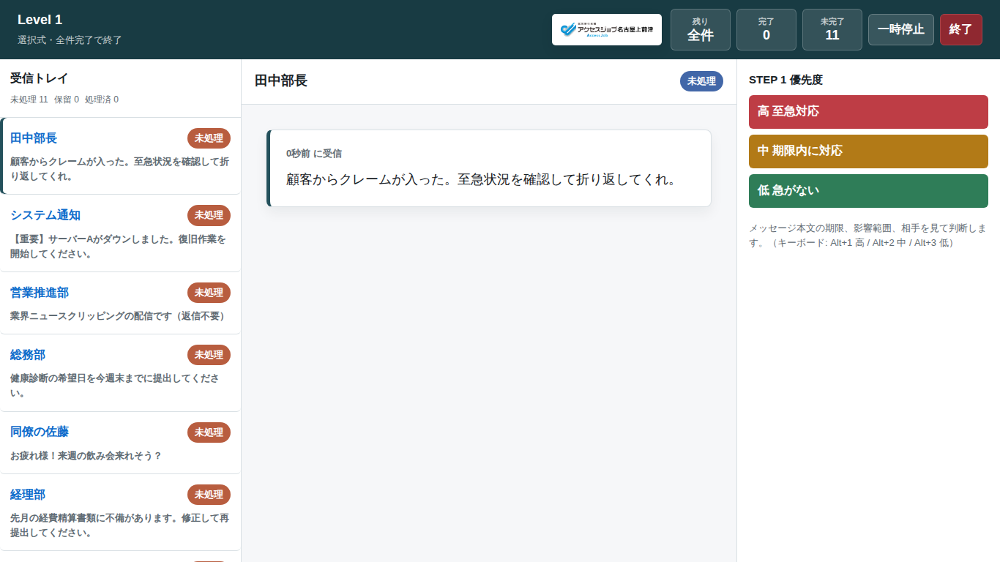 Level 1
選択式・全件完了で終了
アクセスジョブ名古屋上前津
AccessJob
残り
全件
完了
0
未完了
11
一時停止
終了
受信トレイ
未処理 11 保留 0 処理済 0
田中部長
未処理
顧客からクレームが入った。至急状況を確認して折
り返してくれ。
システム通知
未処理
【重要】サーバーAがダウンしました。復旧作業を
開始してください。
営業推進部
未処理
業界ニュースクリッピングの配信です（返信不要）
総務部
未処理
健康診断の希望日を今週末までに提出してくださ
い。
同僚の佐藤
未処理
お疲れ様！来週の飲み会来れそう？
経理部
未処理
先月の経費精算書類に不備があります。修正して再
提出してください。
田中部長
未処理
0秒前 に受信
顧客からクレームが入った。至急状況を確認して折り返してくれ。
STEP 1 優先度
高 至急対応
中 期限内に対応
低 急がない
メッセージ本文の期限、影響範囲、相手を見て判断しま
す。（キーボード: Alt+1 高 / Alt+2 中 / Alt+3 低）